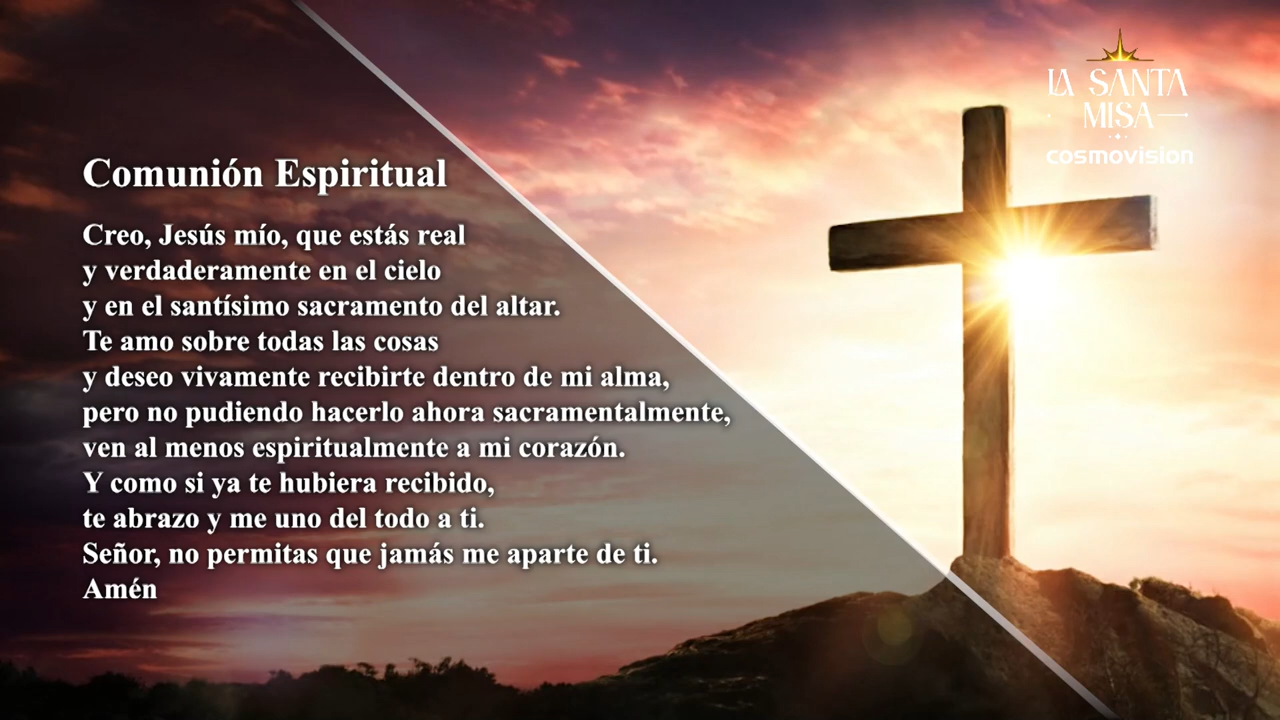 LA SANTA
MISA
cosmovision
Comunión Espiritual
Creo, Jesús mío, que estás real
y verdaderamente en el cielo
y en el santísimo sacramento del altar.
Te amo sobre todas las cosas
y deseo vivamente recibirte dentro de mi alma,
pero no pudiendo hacerlo ahora sacramentalmente,
ven al menos espiritualmente a mi corazón.
Y como si ya te hubiera recibido,
te abrazo y me uno del todo a ti.
Señor, no permitas que jamás me aparte de ti.
Amén